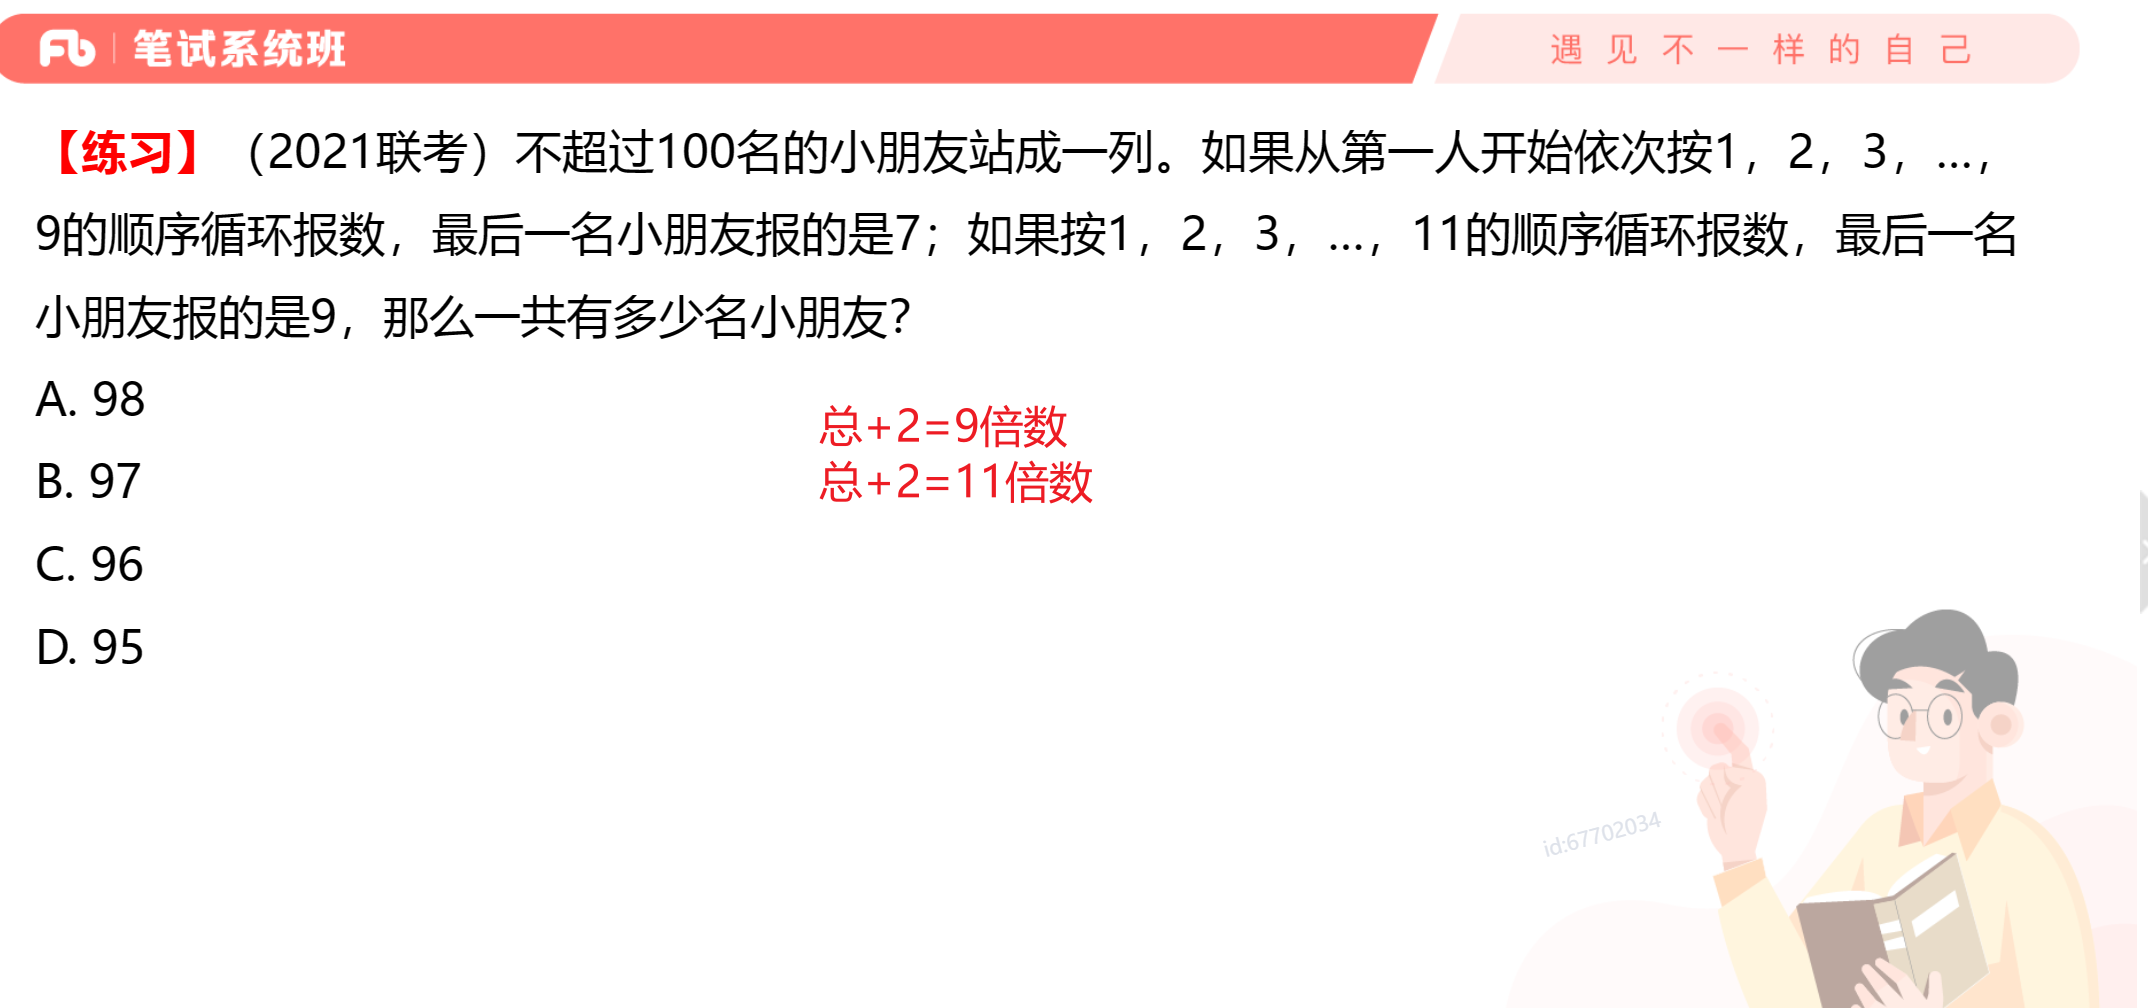 Fb 笔试系统班
遇见不一样的自己
【练习】（2021联考）不超过100名的小朋友站成一列。如果从第一人开始依次按1，2，3，…，
9的顺序循环报数，最后一名小朋友报的是7；如果按1，2，3，…，11的顺序循环报数，最后一名
小朋友报的是9，那么一共有多少名小朋友？
A. 98
总+2=9倍数
B. 97
总+2=11倍数
C. 96
D. 95
id:67702034